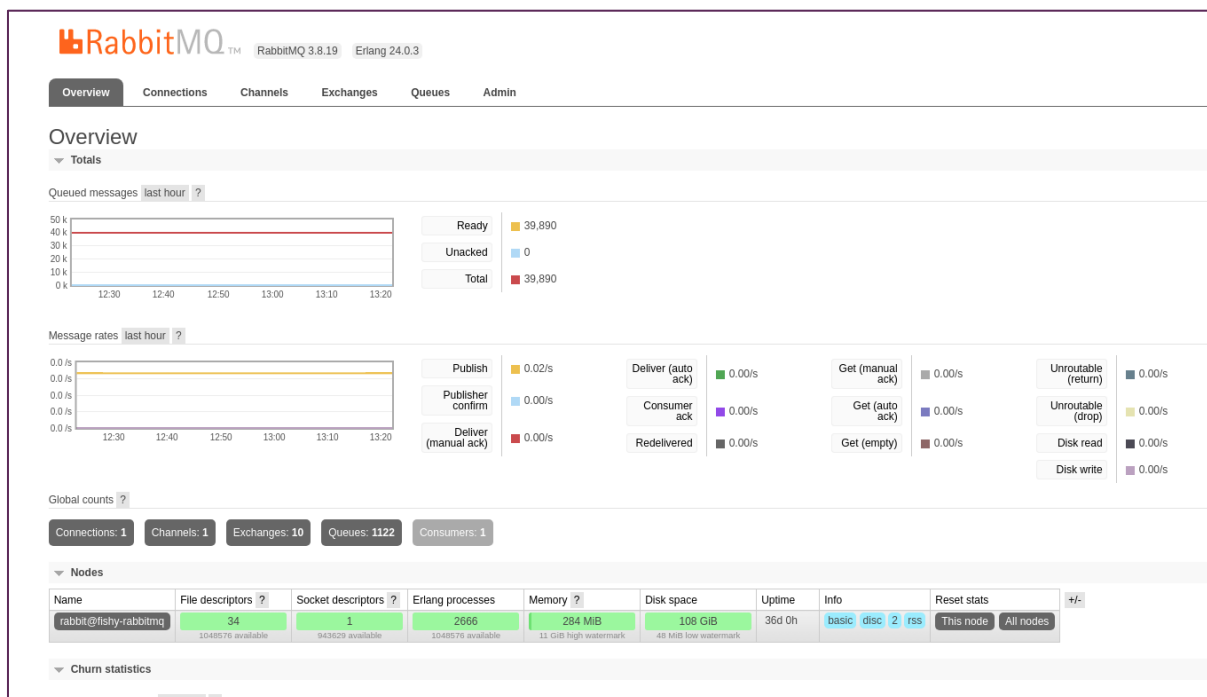 RabbitMQ TM RabbitMQ 3.8.19 Erlang 24.0.3
Overview Connections Channels Exchanges Queues Admin
Overview
Totals
Queued messages last hour ?
50 k
40 k
30 k
20 k
10 k
0 k
12:30 12:40 12:50 13:00 13:10 13:20
Ready 39,890
Unacked 0
Total 39,890
Message rates last hour ?
0.0 /s
0.0 /s
0.0 /s
0.0 /s
0.0 /s
12:30 12:40 12:50 13:00 13:10 13:20
Publish 0.02/s
Publisher
confirm 0.00/s
Deliver
(manual ack) 0.00/s
Deliver (auto
ack) 0.00/s
Consumer
ack 0.00/s
Redelivered 0.00/s
Get (manual
ack) 0.00/s
Get (auto
ack) 0.00/s
Get (empty) 0.00/s
Unroutable
(return) 0.00/s
Unroutable
(drop) 0.00/s
Disk read 0.00/s
Disk write 0.00/s
Global counts ?
Connections: 1 Channels: 1 Exchanges: 10 Queues: 1122 Consumers: 1
Nodes
Name File descriptors ? Socket descriptors ? Erlang processes Memory ? Disk space Uptime Info Reset stats +/-
rabbit@fishy-rabbitmq 34 1 2666 284 MiB 108 GiB 36d 0h basic disc 2 rss This node All nodes
1048576 available 943629 available 1048576 available 11 GiB high watermark 48 MiB low watermark
Churn statistics